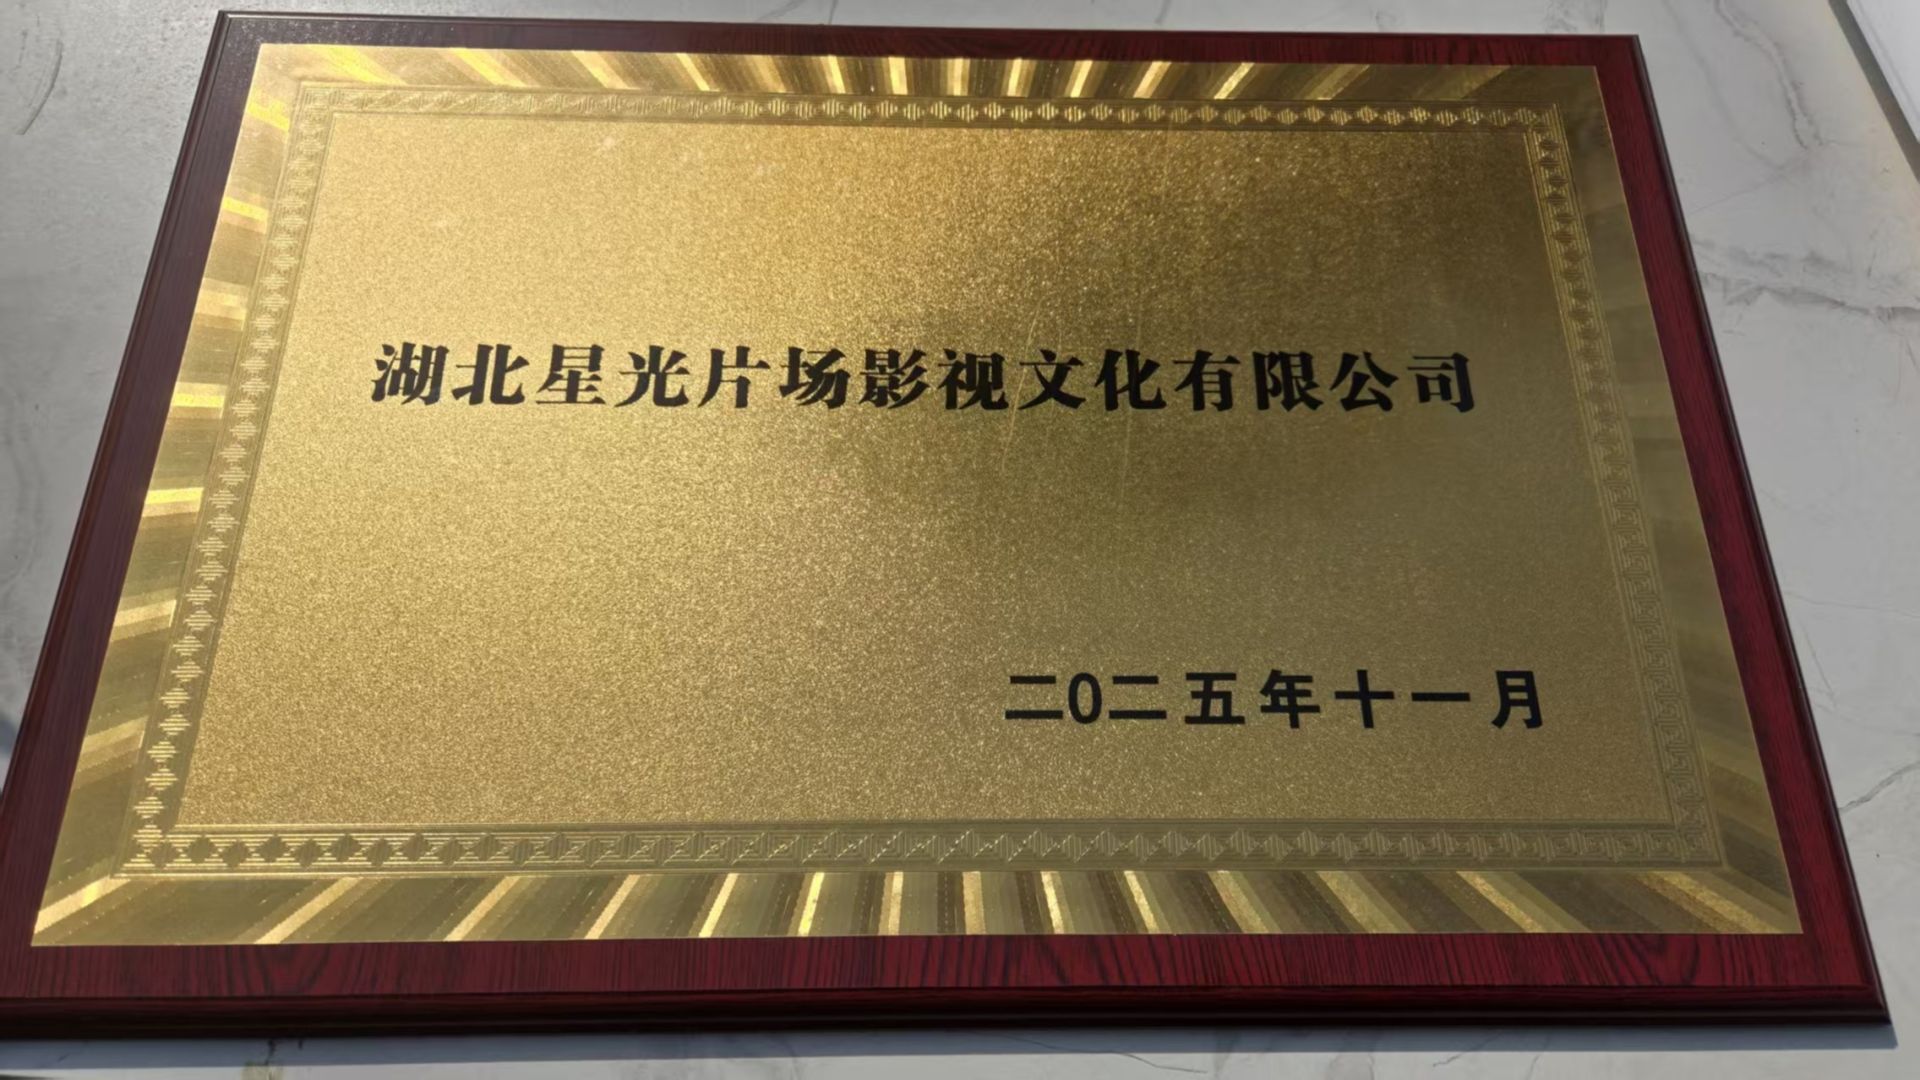 湖北星光片场影视文化有限公司
二0二五年十一月